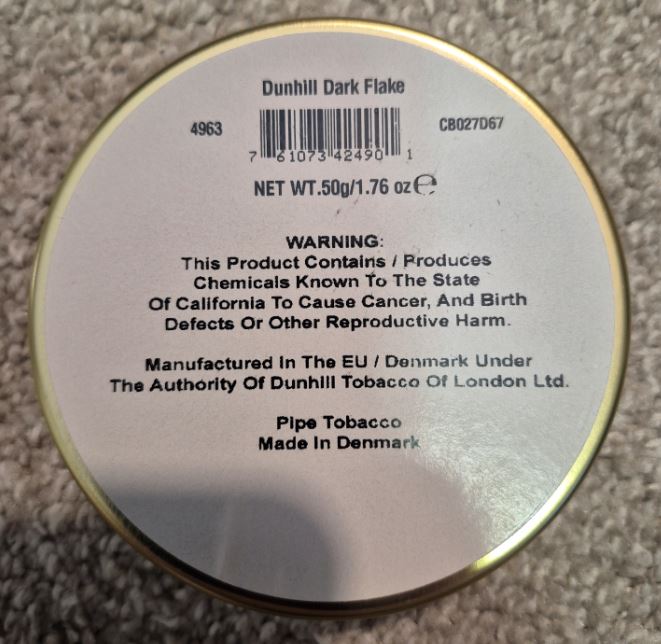 Dunhill Dark Flake
4963
CB027D67
7 61073 42490 1
NET WT.50g/1.76 oz ℮
WARNING:
This Product Contains / Produces
Chemicals Known To The State
Of California To Cause Cancer, And Birth
Defects Or Other Reproductive Harm.
Manufactured In The EU / Denmark Under
The Authority Of Dunhill Tobacco Of London Ltd.
Pipe Tobacco
Made In Denmark